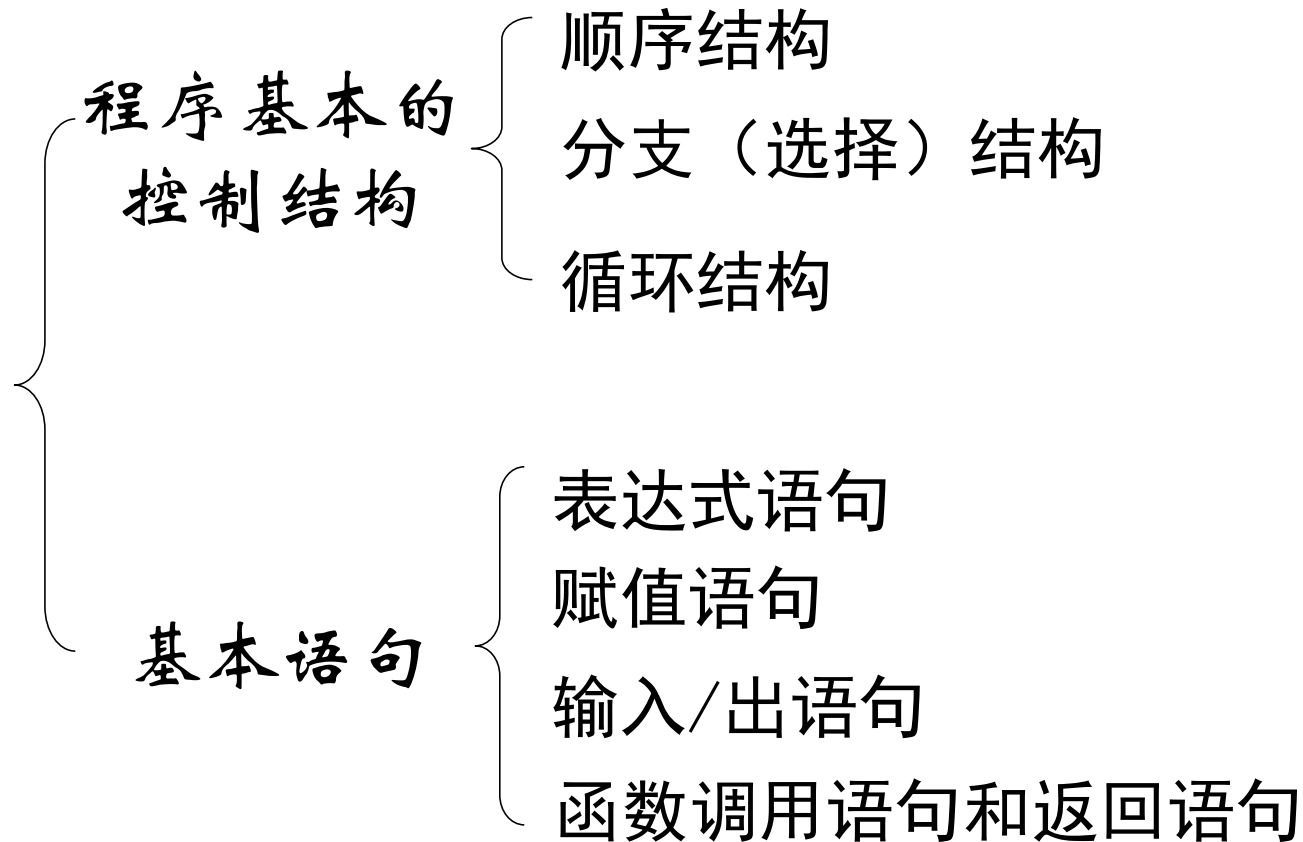 程序基本的
控制结构
顺序结构
分支（选择）结构
循环结构
基本语句
表达式语句
赋值语句
输入/出语句
函数调用语句和返回语句